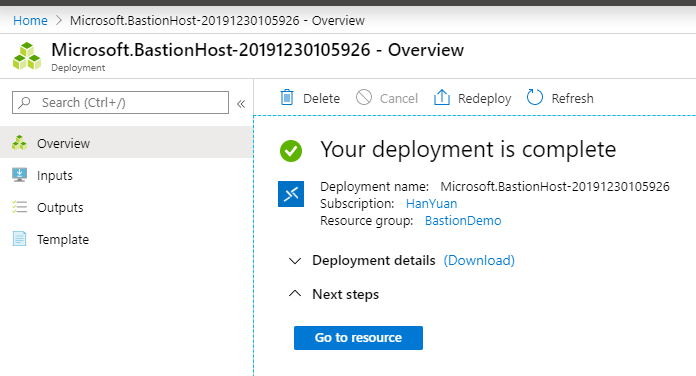 Home > Microsoft.BastionHost-20191230105926 - Overview
Microsoft.BastionHost-20191230105926 - Overview
Deployment
Search (Ctrl+/)
«
Delete
Cancel
Redeploy
Refresh
Overview
Inputs
Outputs
Template
Your deployment is complete
Deployment name: Microsoft.BastionHost-20191230105926
Subscription: HanYuan
Resource group: BastionDemo
Deployment details (Download)
Next steps
Go to resource